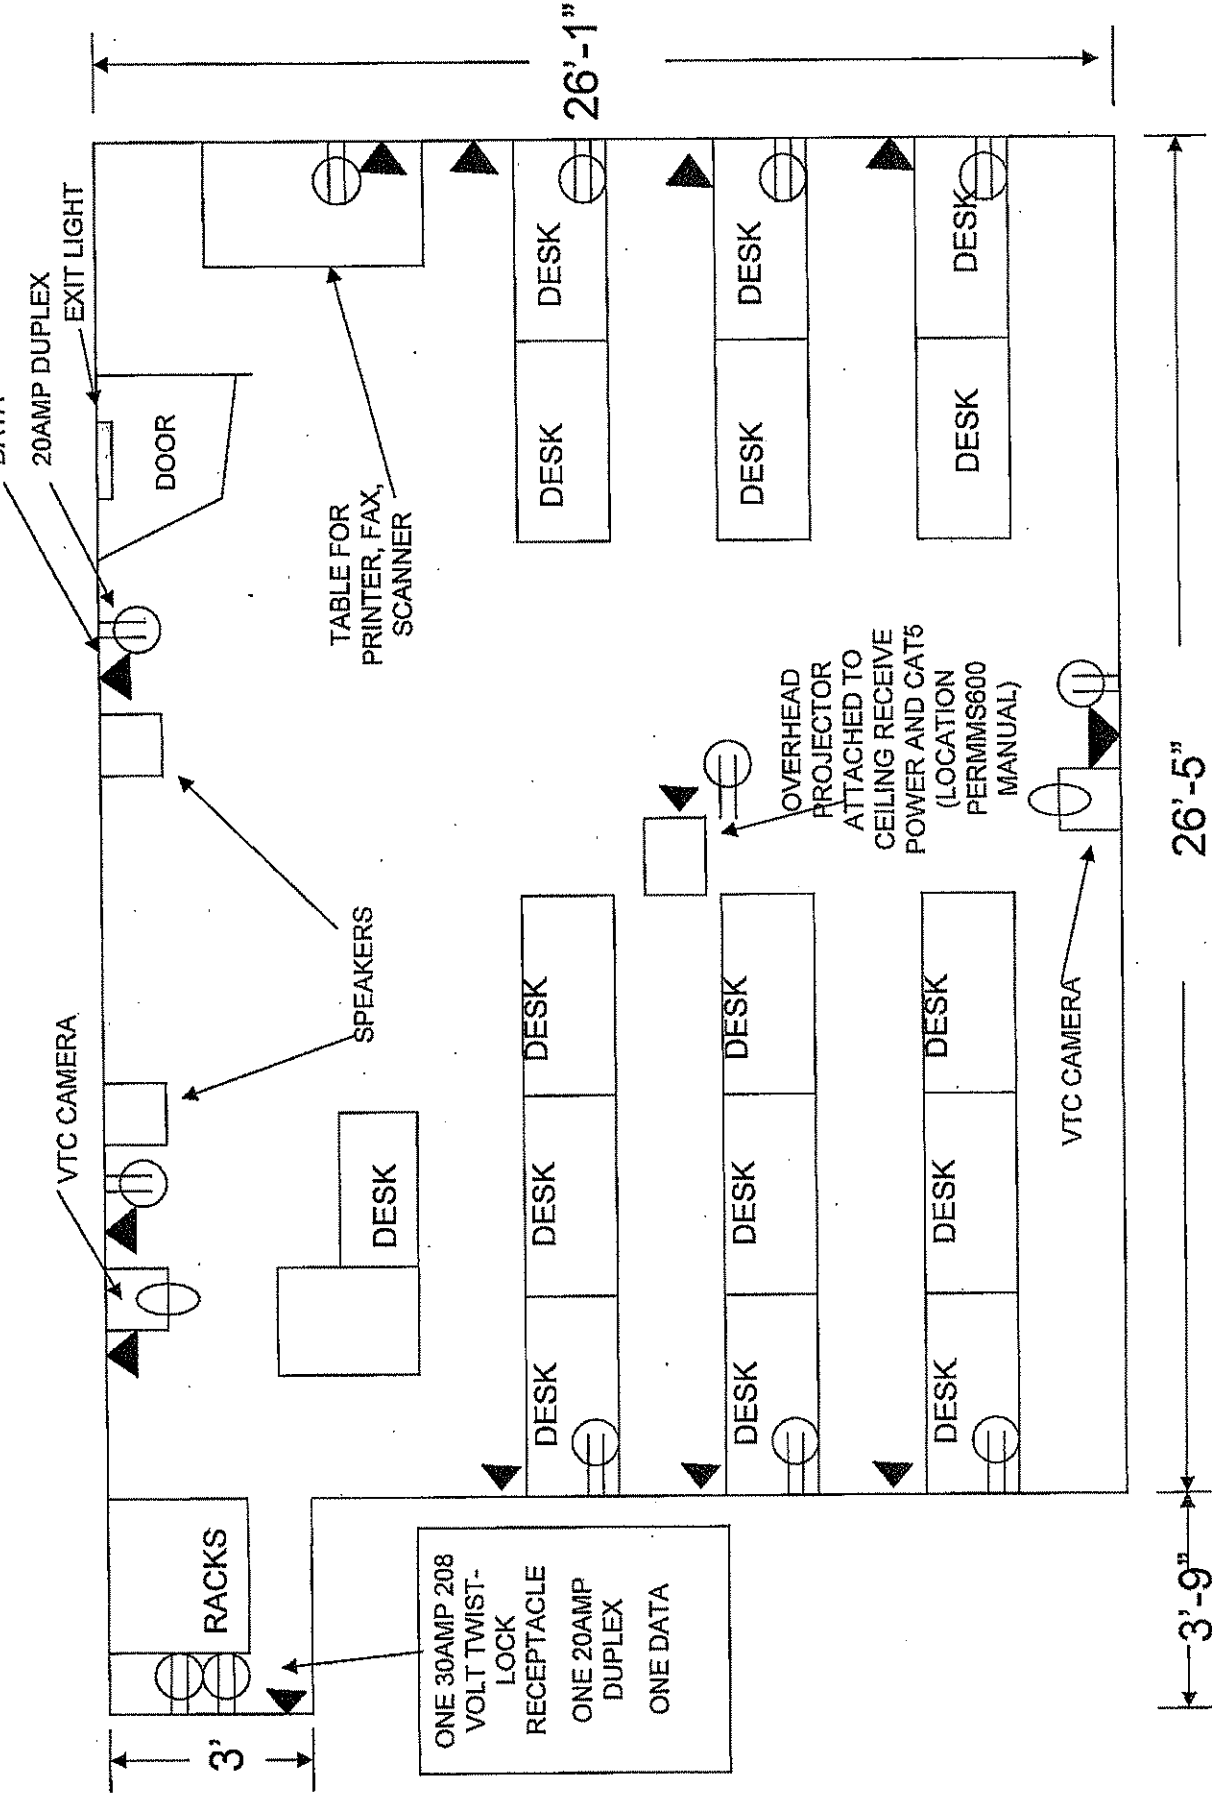 DATA
20AMP DUPLEX
EXIT LIGHT
26'-1"
DOOR
TABLE FOR
PRINTER, FAX,
SCANNER
DESK
DESK
DESK
DESK
DESK
DESK
VTC CAMERA
SPEAKERS
OVERHEAD
PROJECTOR
ATTACHED TO
CEILING RECEIVE
POWER AND CAT5
(LOCATION
PERMMS600
MANUAL)
DESK
DESK
DESK
DESK
DESK
DESK
DESK
DESK
DESK
DESK
VTC CAMERA
26'-5"
RACKS
ONE 30AMP 208
VOLT TWIST-
LOCK
RECEPTACLE
ONE 20AMP
DUPLEX
ONE DATA
3'
3'-9"